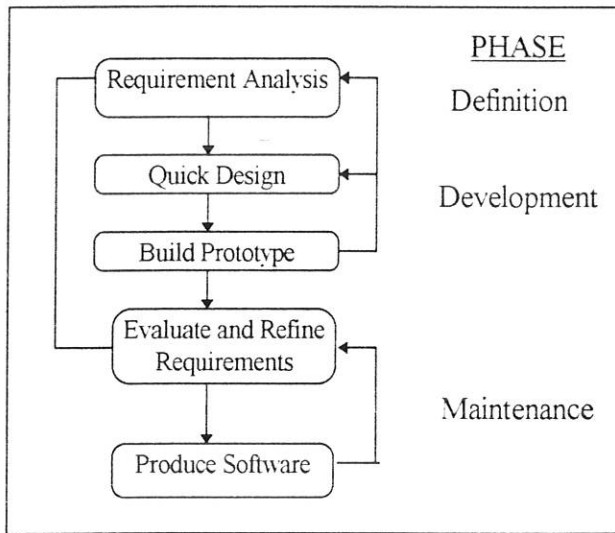 PHASE
Requirement Analysis
Definition
Quick Design
Development
Build Prototype
Evaluate and Refine
Requirements
Maintenance
Produce Software